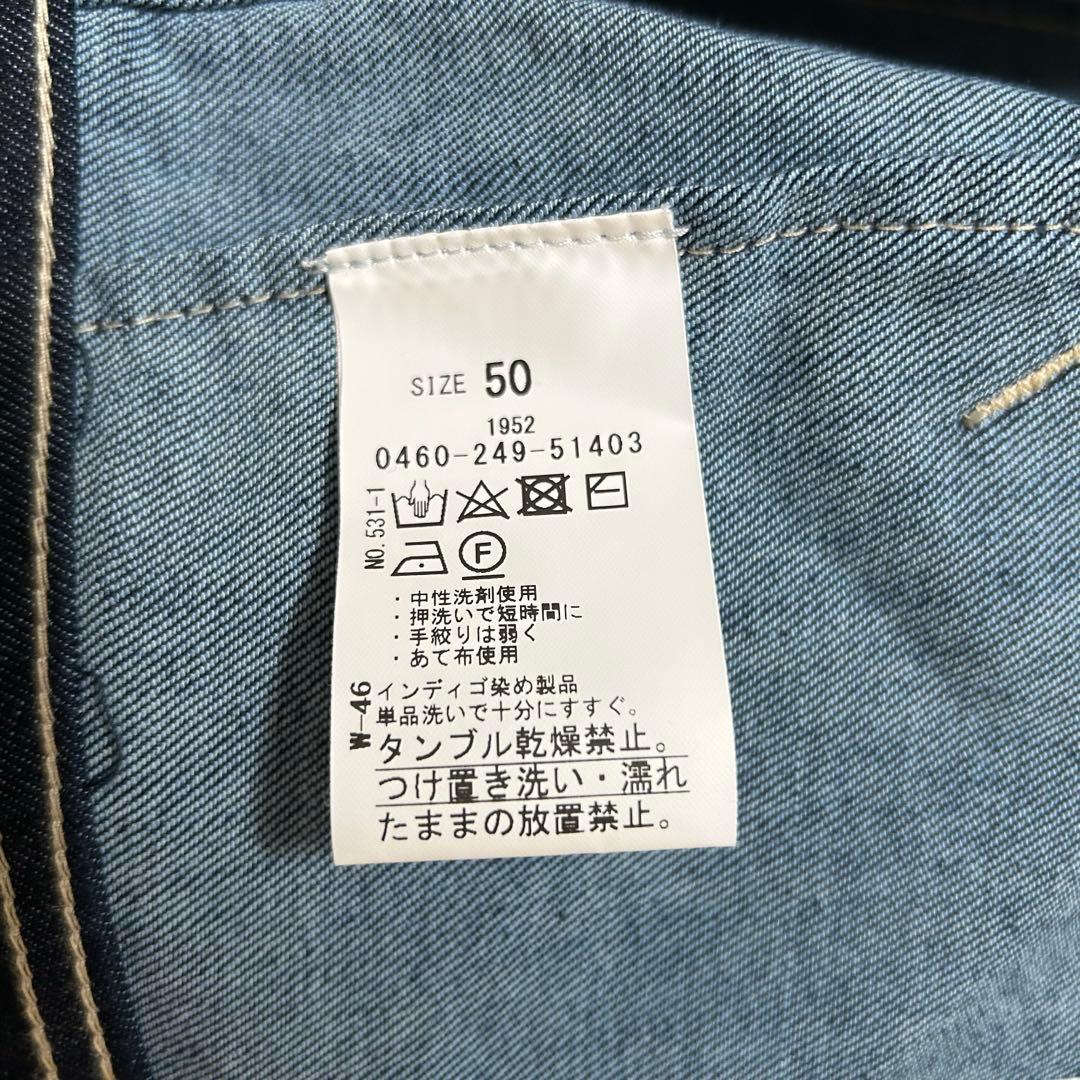 SIZE 50
1952
0460-249-51403
NO.531-1
F
・中性洗剤使用
・押洗いで短時間に
・手絞りは弱く
・あて布使用
W-46
インディゴ染め製品
単品洗いで十分にすすぐ。
タンブル乾燥禁止。
つけ置き洗い・濡れ
たままの放置禁止。